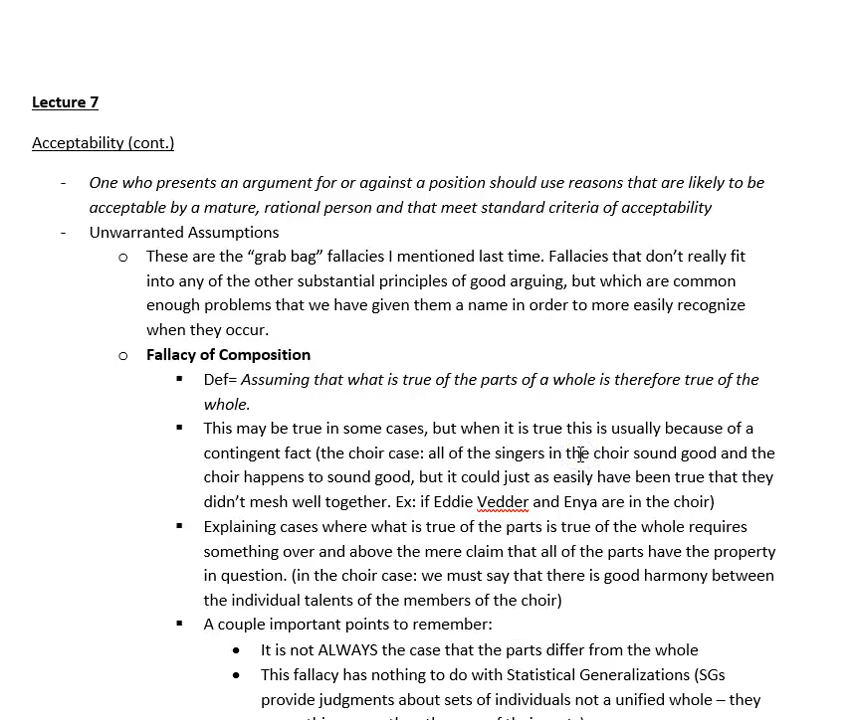 Lecture 7
Acceptability (cont.)
- One who presents an argument for or against a position should use reasons that are likely to be
acceptable by a mature, rational person and that meet standard criteria of acceptability
- Unwarranted Assumptions
o These are the “grab bag” fallacies I mentioned last time. Fallacies that don’t really fit
into any of the other substantial principles of good arguing, but which are common
enough problems that we have given them a name in order to more easily recognize
when they occur.
o Fallacy of Composition
▪ Def= Assuming that what is true of the parts of a whole is therefore true of the
whole.
▪ This may be true in some cases, but when it is true this is usually because of a
contingent fact (the choir case: all of the singers in the choir sound good and the
choir happens to sound good, but it could just as easily have been true that they
didn’t mesh well together. Ex: if Eddie Vedder and Enya are in the choir)
▪ Explaining cases where what is true of the parts is true of the whole requires
something over and above the mere claim that all of the parts have the property
in question. (in the choir case: we must say that there is good harmony between
the individual talents of the members of the choir)
▪ A couple important points to remember:
• It is not ALWAYS the case that the parts differ from the whole
• This fallacy has nothing to do with Statistical Generalizations (SGs
provide judgments about sets of individuals not a unified whole – they